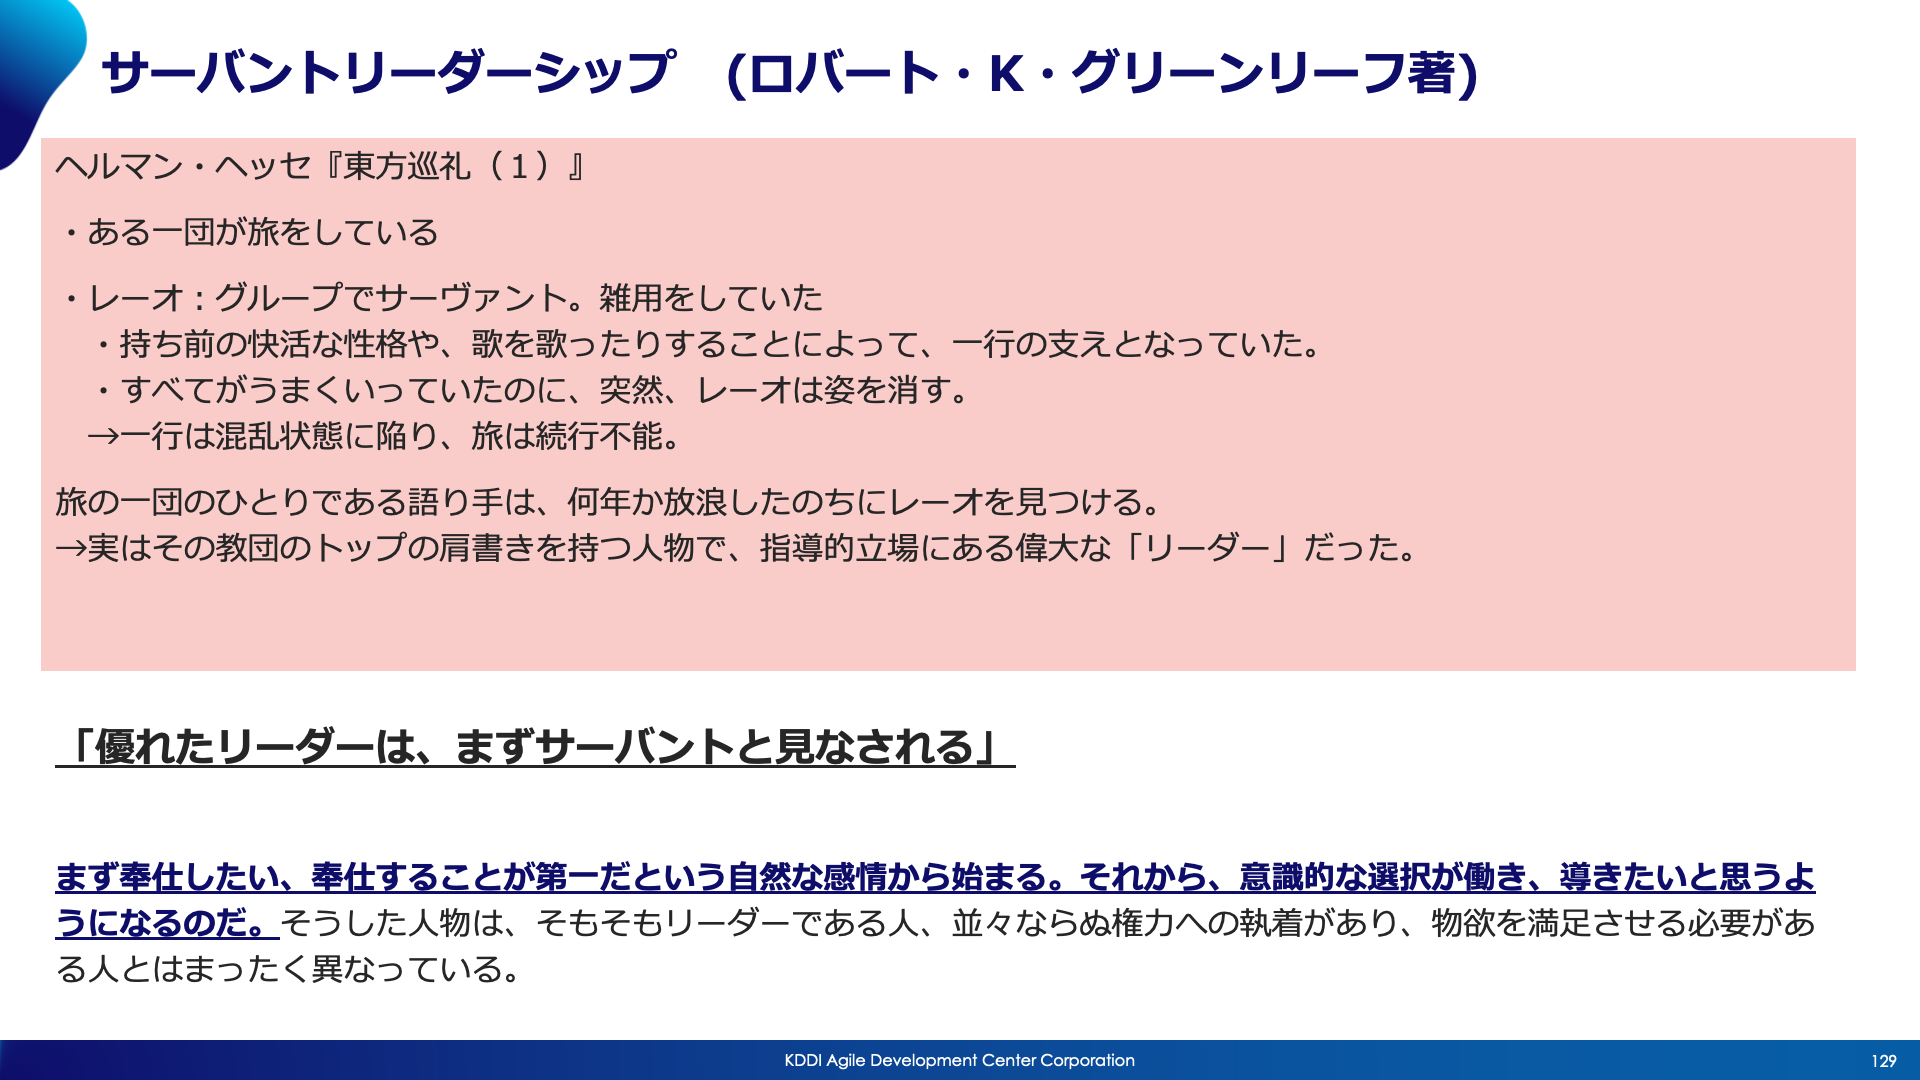 サーバントリーダーシップ　(ロバート・K・グリーンリーフ著)
ヘルマン・ヘッセ『東方巡礼（１）』
・ある一団が旅をしている
・レーオ：グループでサーヴァント。雑用をしていた
・持ち前の快活な性格や、歌を歌ったりすることによって、一行の支えとなっていた。
・すべてがうまくいっていたのに、突然、レーオは姿を消す。
→一行は混乱状態に陥り、旅は続行不能。
旅の一団のひとりである語り手は、何年か放浪したのちにレーオを見つける。
→実はその教団のトップの肩書きを持つ人物で、指導的立場にある偉大な「リーダー」だった。
「優れたリーダーは、まずサーバントと見なされる」
まず奉仕したい、奉仕することが第一だという自然な感情から始まる。それから、意識的な選択が働き、導きたいと思うよ
うになるのだ。そうした人物は、そもそもリーダーである人、並々ならぬ権力への執着があり、物欲を満足させる必要があ
る人とはまったく異なっている。
KDDI Agile Development Center Corporation
129